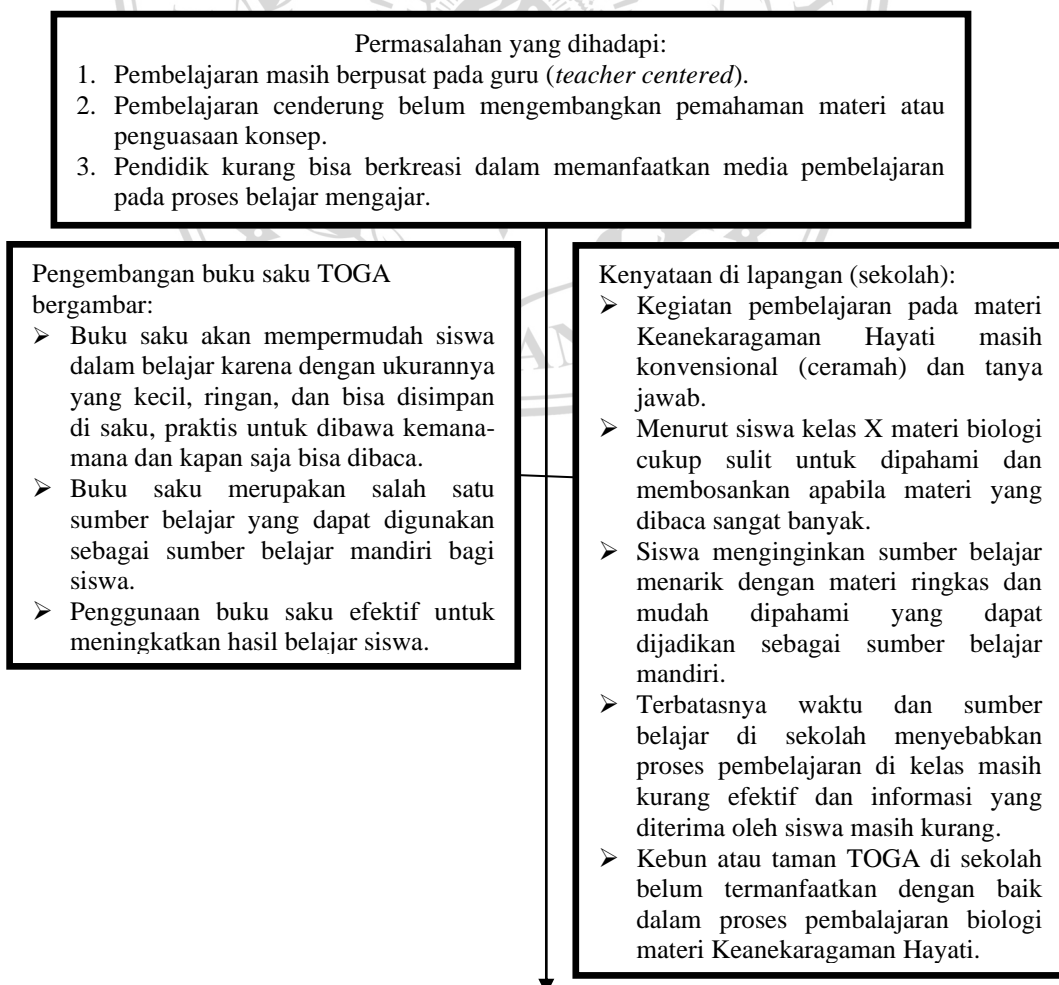 Permasalahan yang dihadapi:
1. Pembelajaran masih berpusat pada guru (teacher centered).
2. Pembelajaran cenderung belum mengembangkan pemahaman materi atau
penguasaan konsep.
3. Pendidik kurang bisa berkreasi dalam memanfaatkan media pembelajaran
pada proses belajar mengajar.
Pengembangan buku saku TOGA
bergambar:
➢ Buku saku akan mempermudah siswa
dalam belajar karena dengan ukurannya
yang kecil, ringan, dan bisa disimpan
di saku, praktis untuk dibawa kemana-
mana dan kapan saja bisa dibaca.
➢ Buku saku merupakan salah satu
sumber belajar yang dapat digunakan
sebagai sumber belajar mandiri bagi
siswa.
➢ Penggunaan buku saku efektif untuk
meningkatkan hasil belajar siswa.
Kenyataan di lapangan (sekolah):
➢ Kegiatan pembelajaran pada materi
Keanekaragaman Hayati masih
konvensional (ceramah) dan tanya
jawab.
➢ Menurut siswa kelas X materi biologi
cukup sulit untuk dipahami dan
membosankan apabila materi yang
dibaca sangat banyak.
➢ Siswa menginginkan sumber belajar
menarik dengan materi ringkas dan
mudah dipahami yang dapat
dijadikan sebagai sumber belajar
mandiri.
➢ Terbatasnya waktu dan sumber
belajar di sekolah menyebabkan
proses pembelajaran di kelas masih
kurang efektif dan informasi yang
diterima oleh siswa masih kurang.
➢ Kebun atau taman TOGA di sekolah
belum termanfaatkan dengan baik
dalam proses pembalajaran biologi
materi Keanekaragaman Hayati.